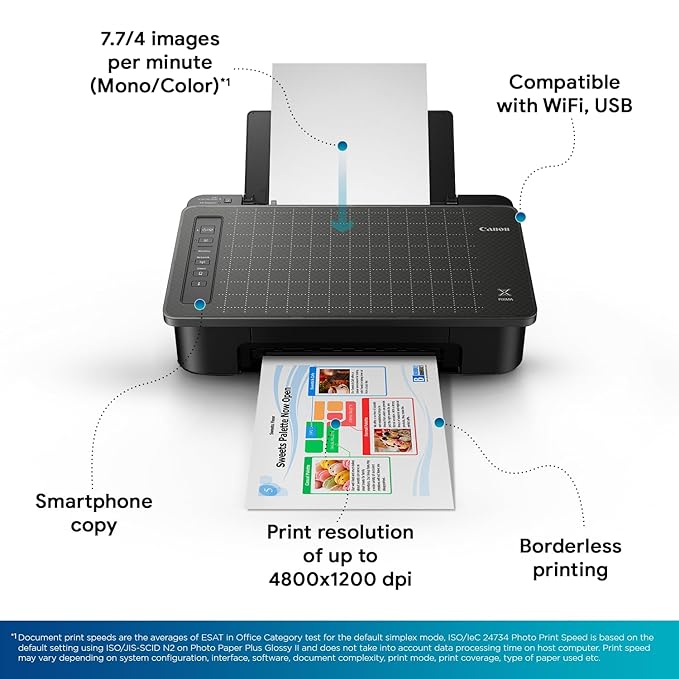 7.7/4 images
per minute
(Mono/Color)*1
Compatible
with WiFi, USB
Canon
PIXMA
Sweets Palette Now Open
Smartphone
copy
Print resolution
of up to
4800x1200 dpi
Borderless
printing
*1Document print speeds are the averages of ESAT in Office Category test for the default simplex mode, ISO/IeC 24734 Photo Print Speed is based on the
default setting using ISO/JIS-SCID N2 on Photo Paper Plus Glossy II and does not take into account data processing time on host computer. Print speed
may vary depending on system configuration, interface, software, document complexity, print mode, print coverage, type of paper used etc.